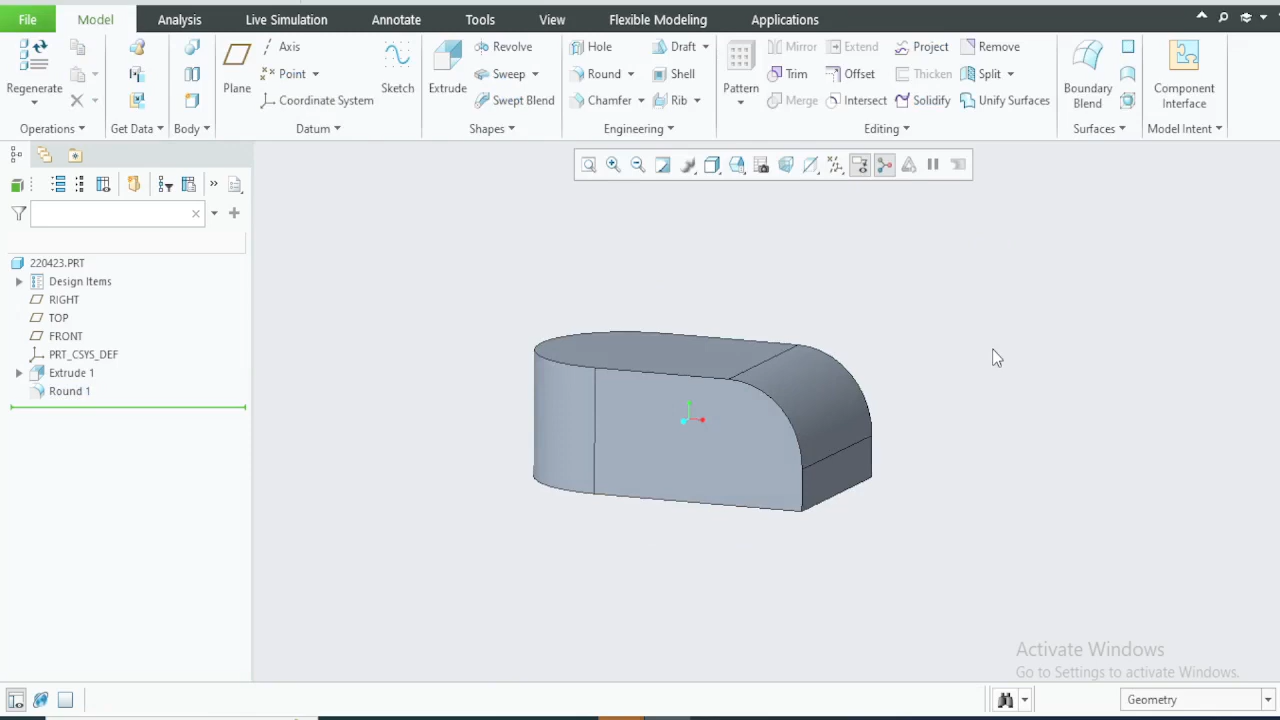 File Model Analysis Live Simulation Annotate Tools View Flexible Modeling Applications
Regenerate
Operations
Get Data
Body
Plane
Axis
Point
Coordinate System
Sketch
Datum
Extrude
Revolve
Sweep
Swept Blend
Shapes
Hole
Round
Chamfer
Draft
Shell
Rib
Engineering
Pattern
Mirror
Extend
Project
Remove
Trim
Offset
Thicken
Split
Merge
Intersect
Solidify
Unify Surfaces
Editing
Boundary
Blend
Surfaces
Component
Interface
Model Intent
220423.PRT
Design Items
RIGHT
TOP
FRONT
PRT_CSYS_DEF
Extrude 1
Round 1
Activate Windows
Go to Settings to activate Windows.
Geometry